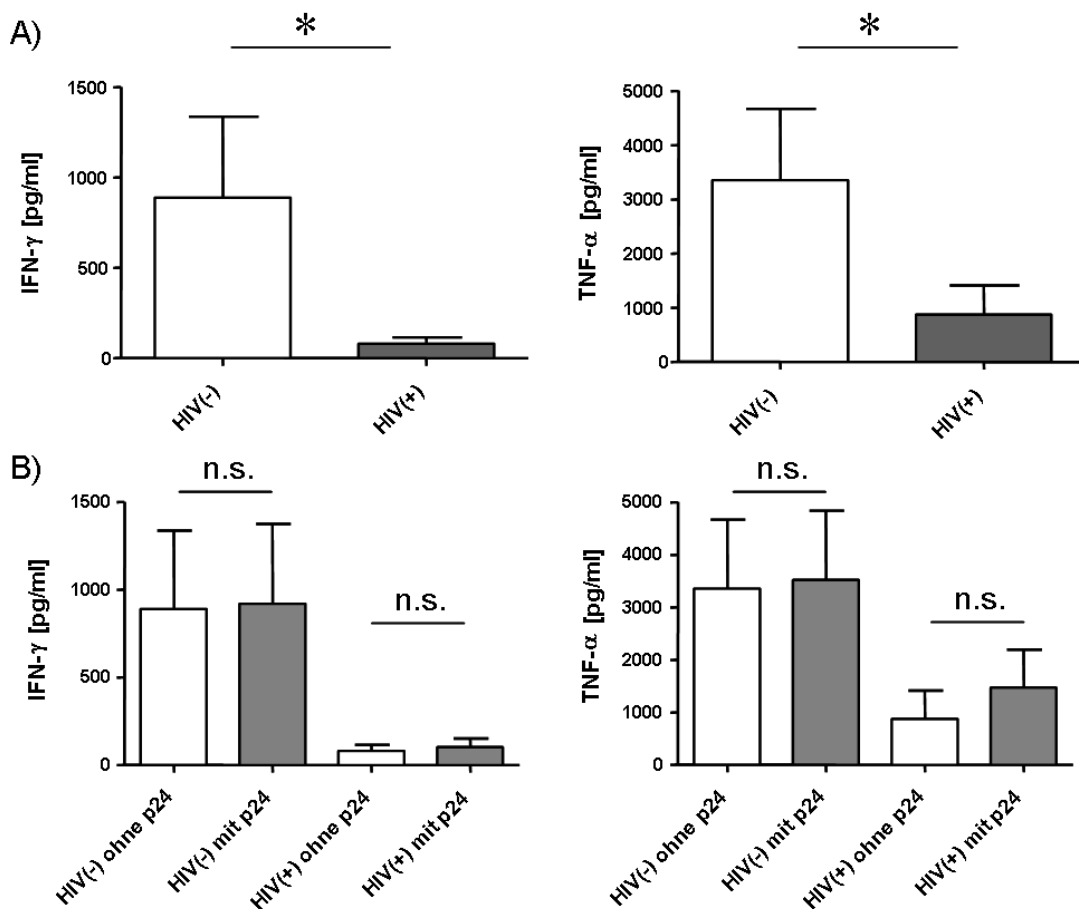 A)
*
IFN-γ [pg/ml]
1500
1000
500
0
HIV(-)
HIV(+)
*
TNF-α [pg/ml]
5000
4000
3000
2000
1000
0
HIV(-)
HIV(+)
B)
n.s.
n.s.
IFN-γ [pg/ml]
1500
1000
500
0
HIV(-) ohne p24
HIV(-) mit p24
HIV(+) ohne p24
HIV(+) mit p24
n.s.
n.s.
TNF-α [pg/ml]
5000
4000
3000
2000
1000
0
HIV(-) ohne p24
HIV(-) mit p24
HIV(+) ohne p24
HIV(+) mit p24